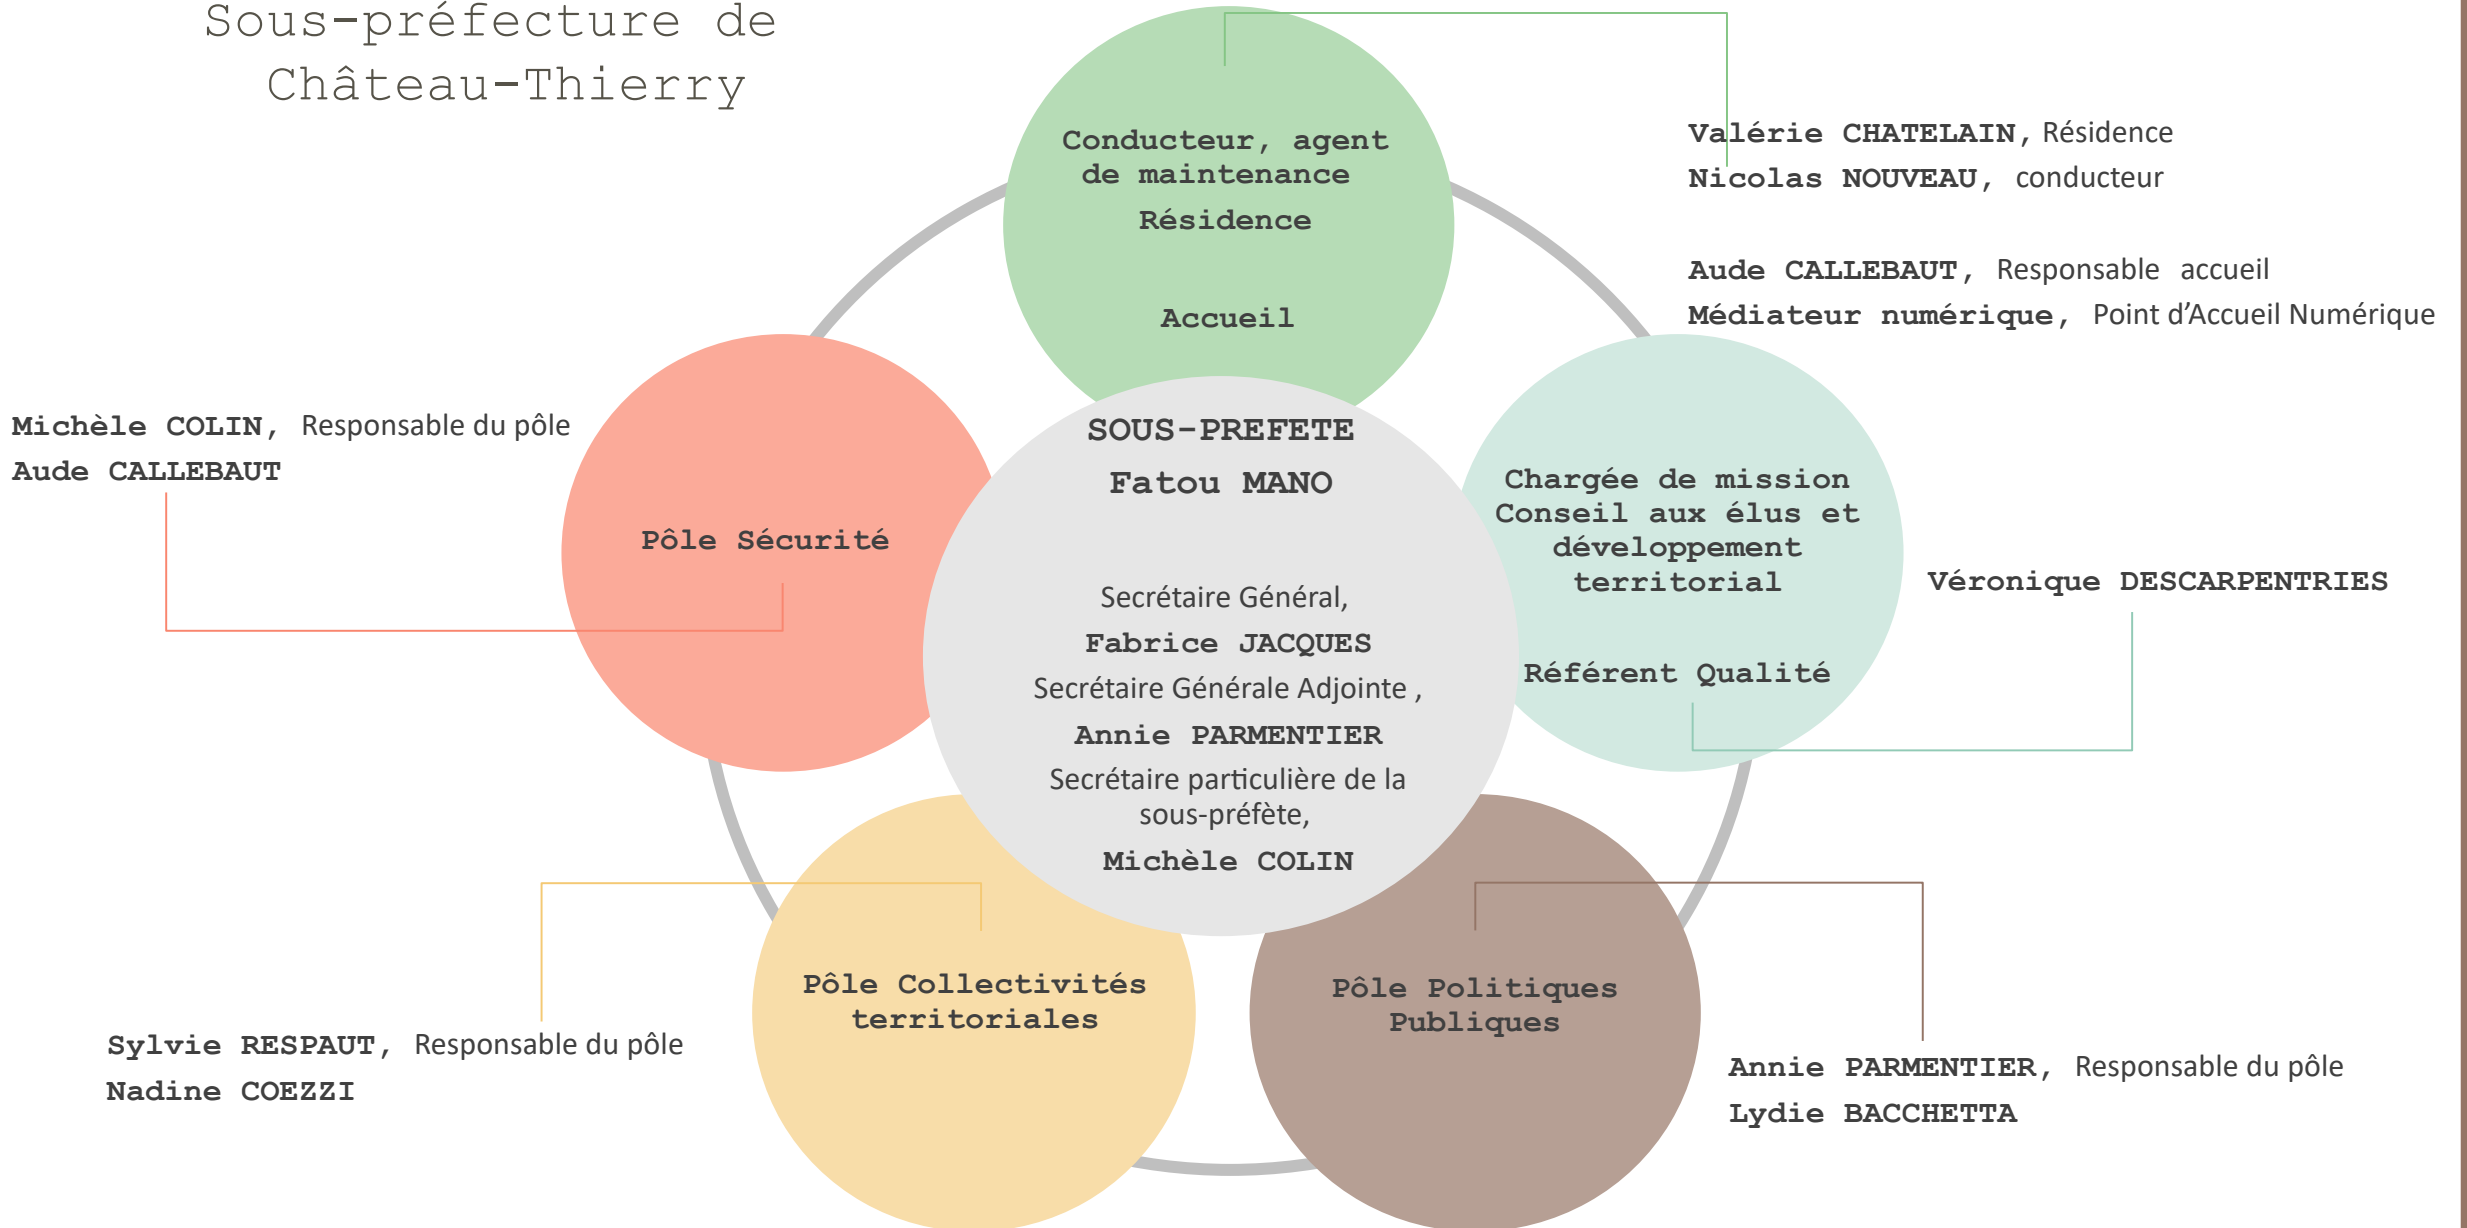 Sous-préfecture de
Château-Thierry
Conducteur, agent
de maintenance
Résidence
Accueil
Valérie CHATELAIN, Résidence
Nicolas NOUVEAU, conducteur
Aude CALLEBAUT, Responsable accueil
Médiateur numérique, Point d’Accueil Numérique
Michèle COLIN, Responsable du pôle
Aude CALLEBAUT
Pôle Sécurité
SOUS-PREFETE
Fatou MANO
Secrétaire Général,
Fabrice JACQUES
Secrétaire Générale Adjointe ,
Annie PARMENTIER
Secrétaire particulière de la
sous-préfète,
Michèle COLIN
Chargée de mission
Conseil aux élus et
développement
territorial
Référent Qualité
Véronique DESCARPENTRIES
Pôle Collectivités
territoriales
Sylvie RESPAUT, Responsable du pôle
Nadine COEZZI
Pôle Politiques
Publiques
Annie PARMENTIER, Responsable du pôle
Lydie BACCHETTA